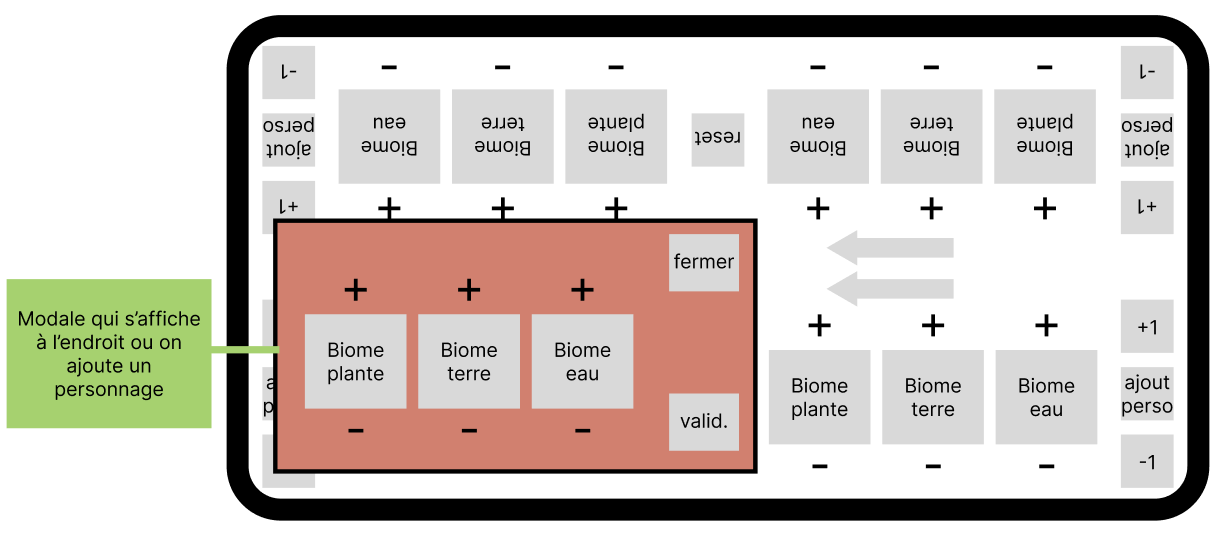 -1
ajout
perso
+1
-
-
-
Biome
eau
Biome
terre
Biome
plante
+
+
+
reset
-
-
-
Biome
eau
Biome
terre
Biome
plante
+
+
+
-1
ajout
perso
+1
Modale qui s’affiche
à l’endroit ou on
ajoute un
personnage
a
p
fermer
+
+
+
Biome
plante
Biome
terre
Biome
eau
-
-
-
valid.
+
+
+
Biome
plante
Biome
terre
Biome
eau
-
-
-
+1
ajout
perso
-1